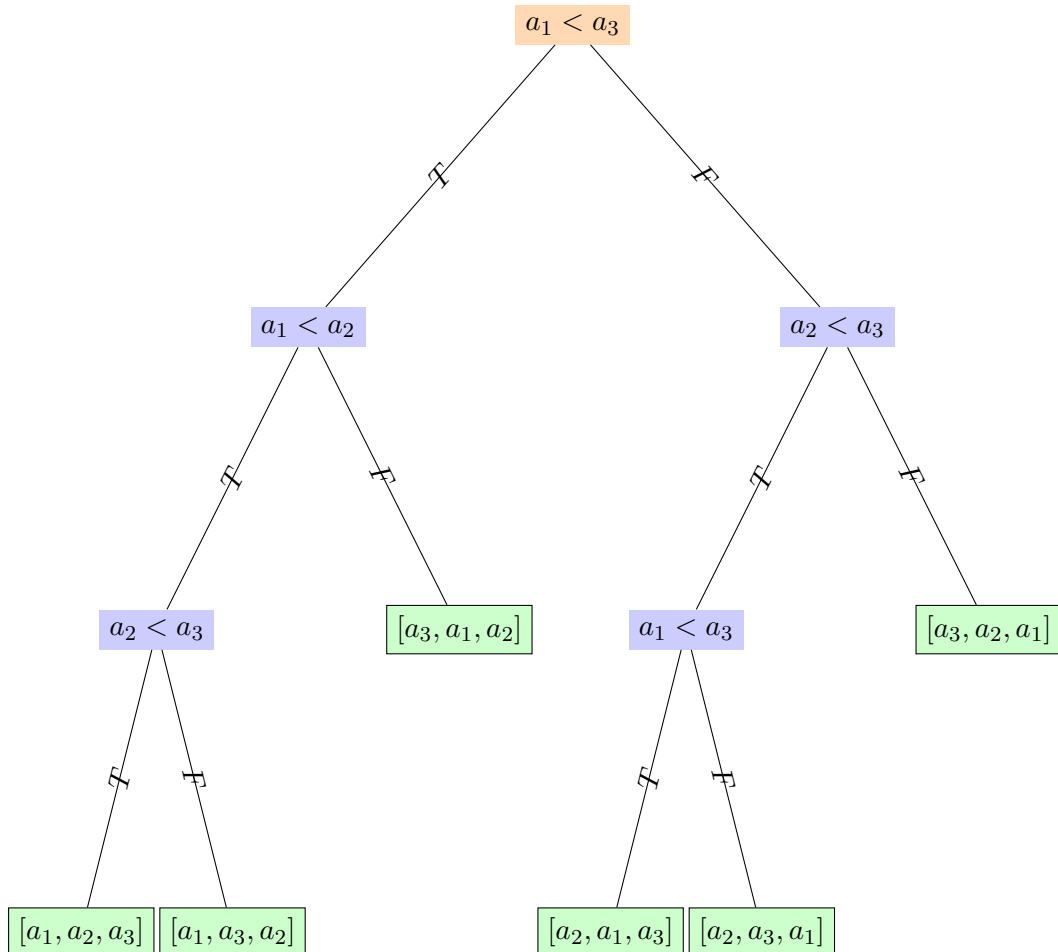 a₁ < a₃
T
F
a₁ < a₂
a₂ < a₃
T
F
T
F
a₂ < a₃
[a₃, a₁, a₂]
a₁ < a₃
[a₃, a₂, a₁]
T
F
T
F
[a₁, a₂, a₃]
[a₁, a₃, a₂]
[a₂, a₁, a₃]
[a₂, a₃, a₁]